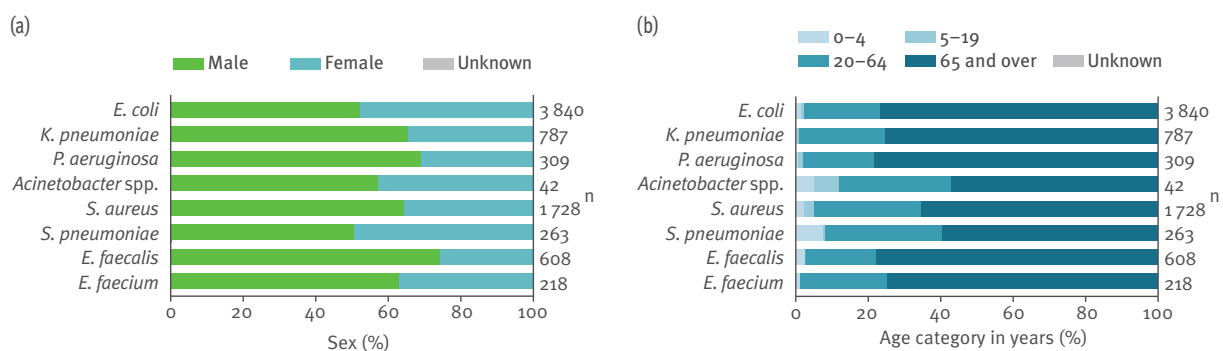 (a)
Male Female Unknown
E. coli 3 840
K. pneumoniae 787
P. aeruginosa 309
Acinetobacter spp. 42
n
S. aureus 1 728
S. pneumoniae 263
E. faecalis 608
E. faecium 218
0 20 40 60 80 100
Sex (%)
(b)
0–4 5–19
20–64 65 and over Unknown
E. coli 3 840
K. pneumoniae 787
P. aeruginosa 309
Acinetobacter spp. 42
n
S. aureus 1 728
S. pneumoniae 263
E. faecalis 608
E. faecium 218
0 20 40 60 80 100
Age category in years (%)